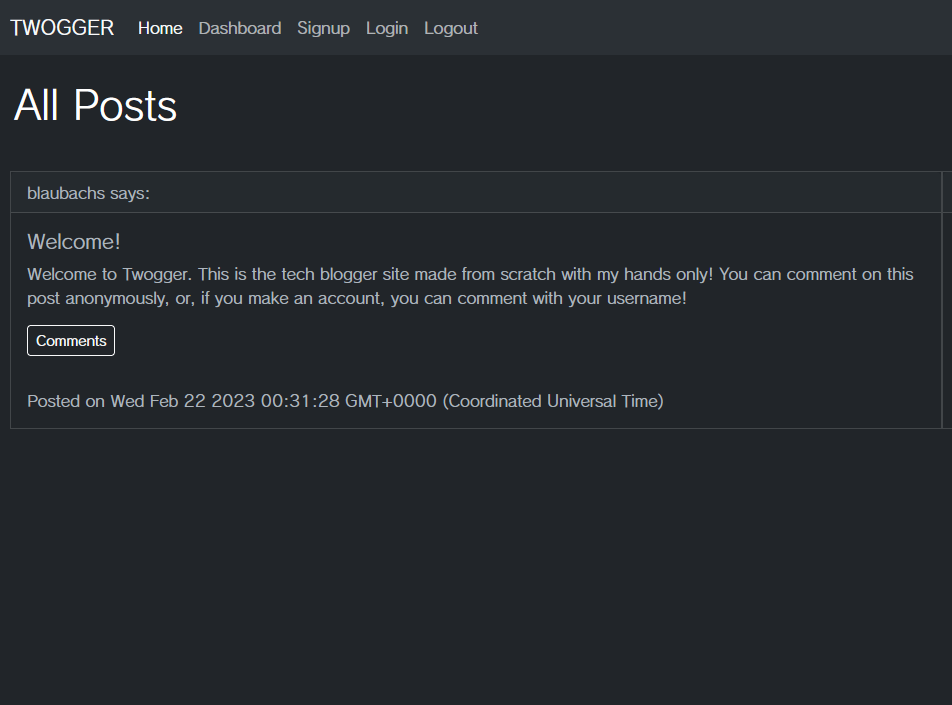 TWOGGER Home Dashboard Signup Login Logout
All Posts
blaubachs says:
Welcome!
Welcome to Twogger. This is the tech blogger site made from scratch with my hands only! You can comment on this
post anonymously, or, if you make an account, you can comment with your username!
Comments
Posted on Wed Feb 22 2023 00:31:28 GMT+0000 (Coordinated Universal Time)